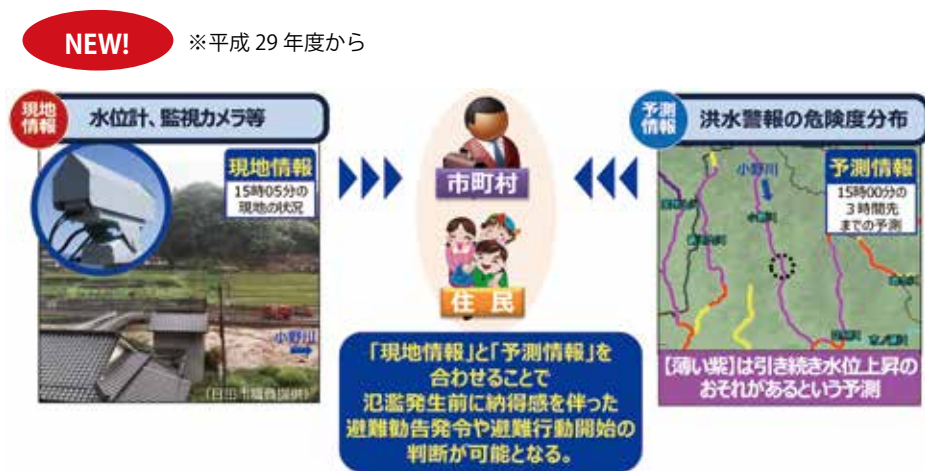 NEW!
※平成 29 年度から
現地
情報
水位計、監視カメラ等
現地情報
15時05分の
現地の状況
小野川
(日田市職員提供)
市町村
住 民
「現地情報」と「予測情報」を
合わせることで
氾濫発生前に納得感を伴った
避難勧告発令や避難行動開始の
判断が可能となる。
予測
情報
洪水警報の危険度分布
予測情報
15時00分の
3時間先
までの予測
小野川
【薄い紫】は引き続き水位上昇の
おそれがあるという予測